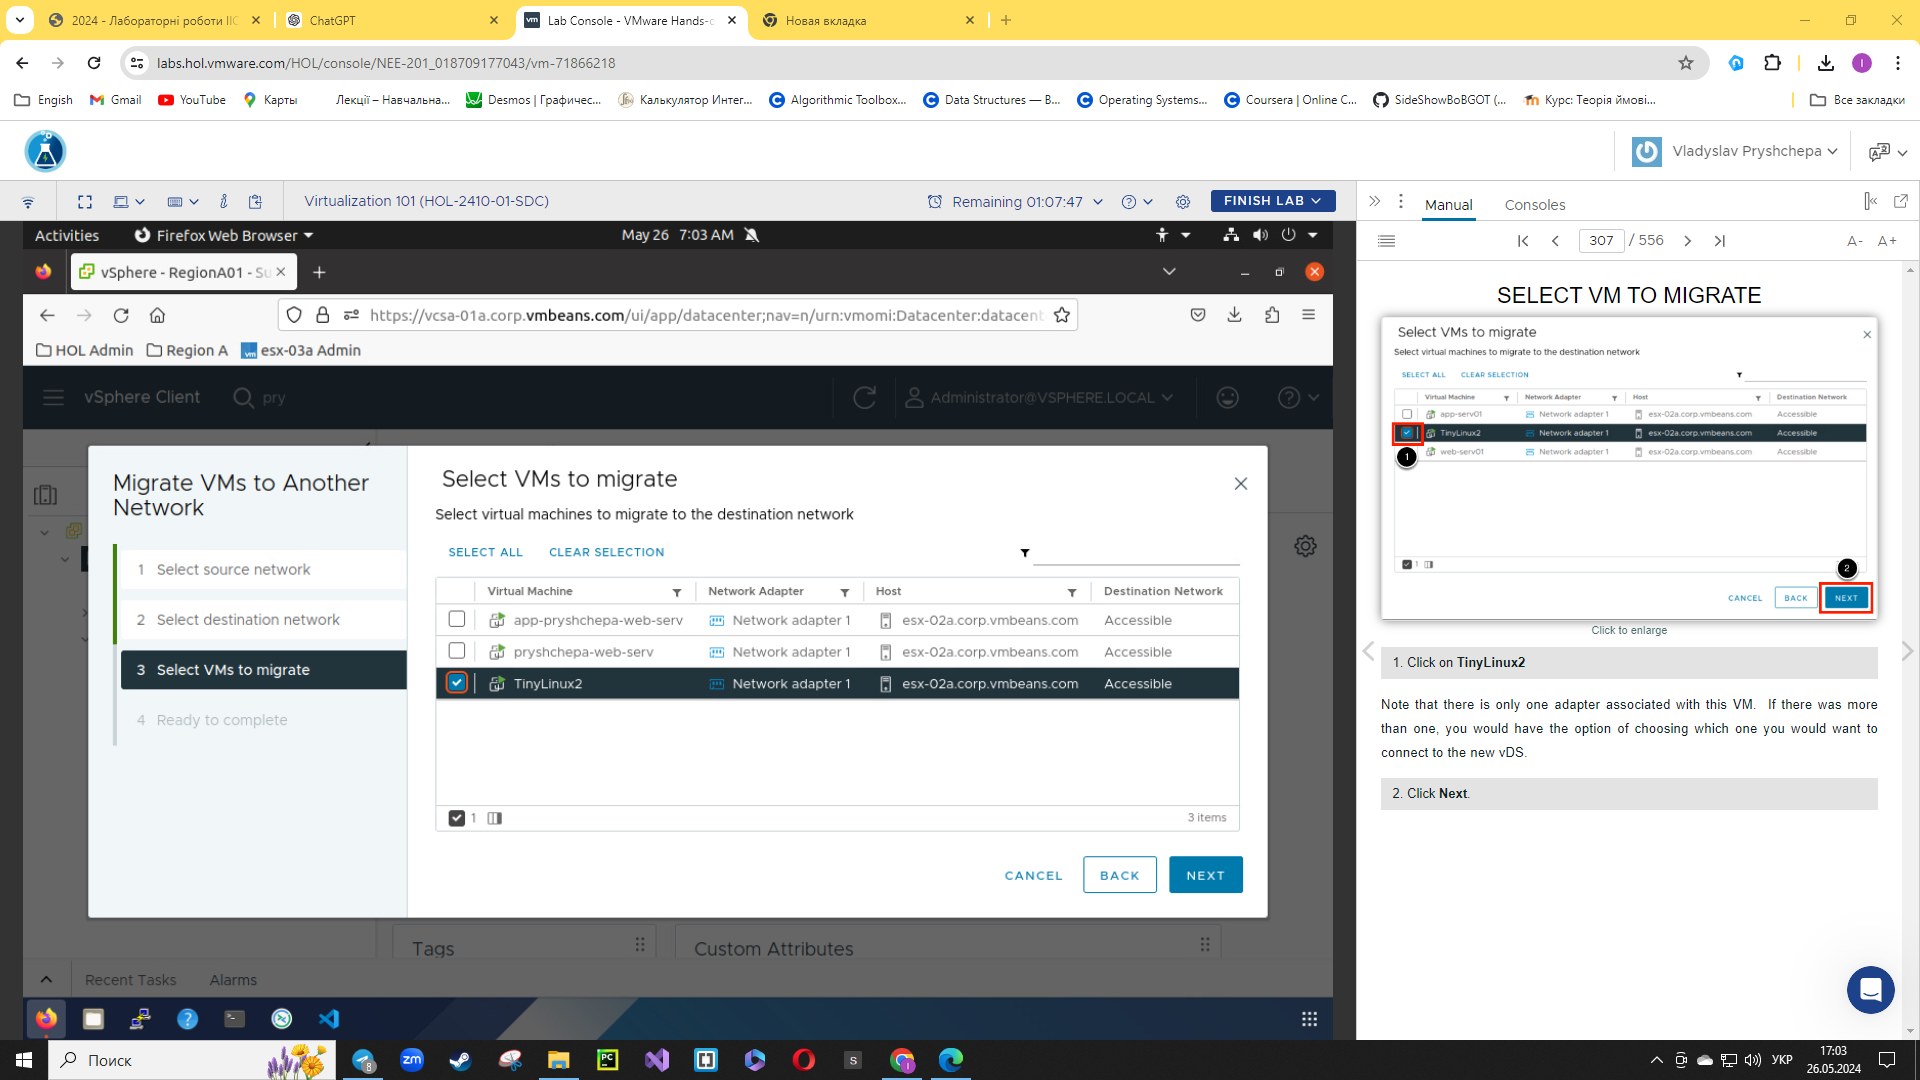 2024 - Лабораторні роботи ІІС
ChatGPT
Lab Console - VMware Hands-o
Новая вкладка
labs.hol.vmware.com/HOL/console/NEE-201_018709177043/vm-71866218
Engish
Gmail
YouTube
Карты
Лекції – Навчальна...
Desmos | Графичес...
Калькулятор Интег...
Algorithmic Toolbox...
Data Structures — B...
Operating Systems...
Coursera | Online C...
SideShowBoBGOT (...
Курс: Теорія ймові...
Все закладки
Vladyslav Pryshchepa
Virtualization 101 (HOL-2410-01-SDC)
Remaining 01:07:47
FINISH LAB
Manual
Consoles
307 / 556
A-
A+
Activities
Firefox Web Browser
May 26 7:03 AM
vSphere - RegionA01 - Su
https://vcsa-01a.corp.vmbeans.com/ui/app/datacenter;nav=n/urn:vmomi:Datacenter:datacent
HOL Admin
Region A
esx-03a Admin
vSphere Client
pry
Administrator@VSPHERE.LOCAL
Migrate VMs to Another
Network
1 Select source network
2 Select destination network
3 Select VMs to migrate
4 Ready to complete
Select VMs to migrate
Select virtual machines to migrate to the destination network
SELECT ALL
CLEAR SELECTION
Virtual Machine
Network Adapter
Host
Destination Network
app-pryshchepa-web-serv Network adapter 1 esx-02a.corp.vmbeans.com Accessible
pryshchepa-web-serv Network adapter 1 esx-02a.corp.vmbeans.com Accessible
TinyLinux2 Network adapter 1 esx-02a.corp.vmbeans.com Accessible
1
3 items
CANCEL
BACK
NEXT
Tags
Custom Attributes
Recent Tasks
Alarms
SELECT VM TO MIGRATE
Select VMs to migrate
Select virtual machines to migrate to the destination network
SELECT ALL
CLEAR SELECTION
Virtual Machine
Network Adapter
Host
Destination Network
app-serv01 Network adapter 1 esx-02a.corp.vmbeans.com Accessible
TinyLinux2 Network adapter 1 esx-02a.corp.vmbeans.com Accessible
web-serv01 Network adapter 1 esx-02a.corp.vmbeans.com Accessible
1
1
2
CANCEL
BACK
NEXT
Click to enlarge
1. Click on TinyLinux2
Note that there is only one adapter associated with this VM. If there was more
than one, you would have the option of choosing which one you would want to
connect to the new vDS.
2. Click Next.
Поиск
8
zm
PC
S
УКР
17:03
26.05.2024